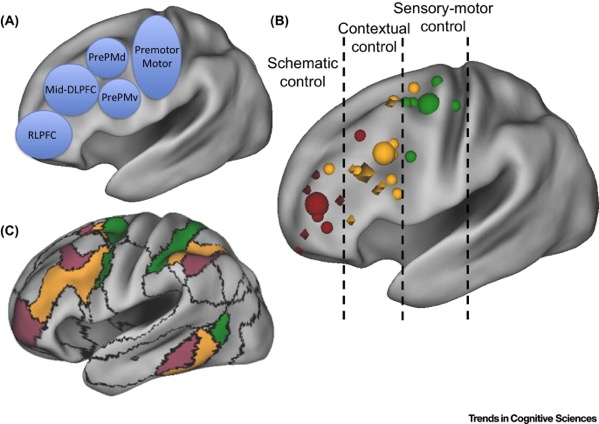 (A)
PrePMd
Premotor
Motor
Mid-DLPFC
PrePMv
RLPFC
(B)
Sensory-motor
control
Contextual
control
Schematic
control
(C)
Trends in Cognitive Sciences